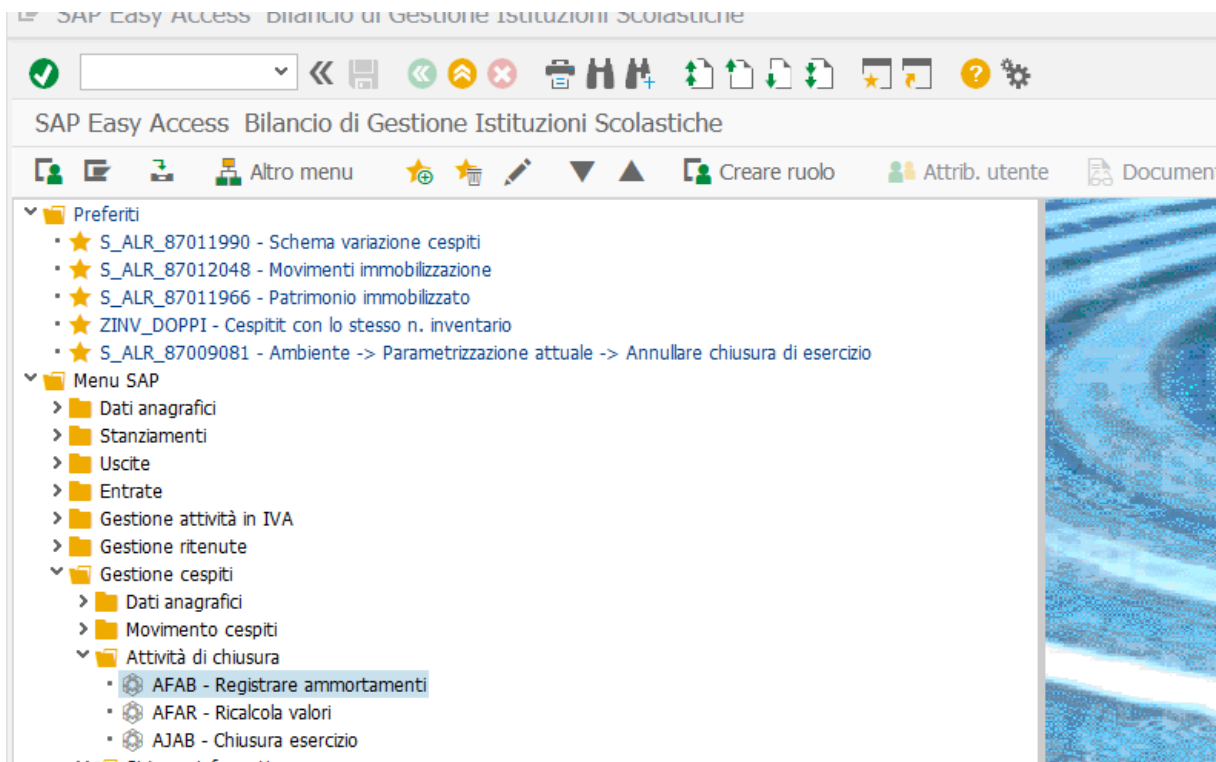 SAP Easy Access Bilancio di Gestione Istituzioni Scolastiche
SAP Easy Access Bilancio di Gestione Istituzioni Scolastiche
Altro menu Creare ruolo Attrib. utente Documen
Preferiti
S_ALR_87011990 - Schema variazione cespiti
S_ALR_87012048 - Movimenti immobilizzazione
S_ALR_87011966 - Patrimonio immobilizzato
ZINV_DOPPI - Cespitit con lo stesso n. inventario
S_ALR_87009081 - Ambiente -> Parametrizzazione attuale -> Annullare chiusura di esercizio
Menu SAP
Dati anagrafici
Stanziamenti
Uscite
Entrate
Gestione attività in IVA
Gestione ritenute
Gestione cespiti
Dati anagrafici
Movimento cespiti
Attività di chiusura
AFAB - Registrare ammortamenti
AFAR - Ricalcola valori
AJAB - Chiusura esercizio